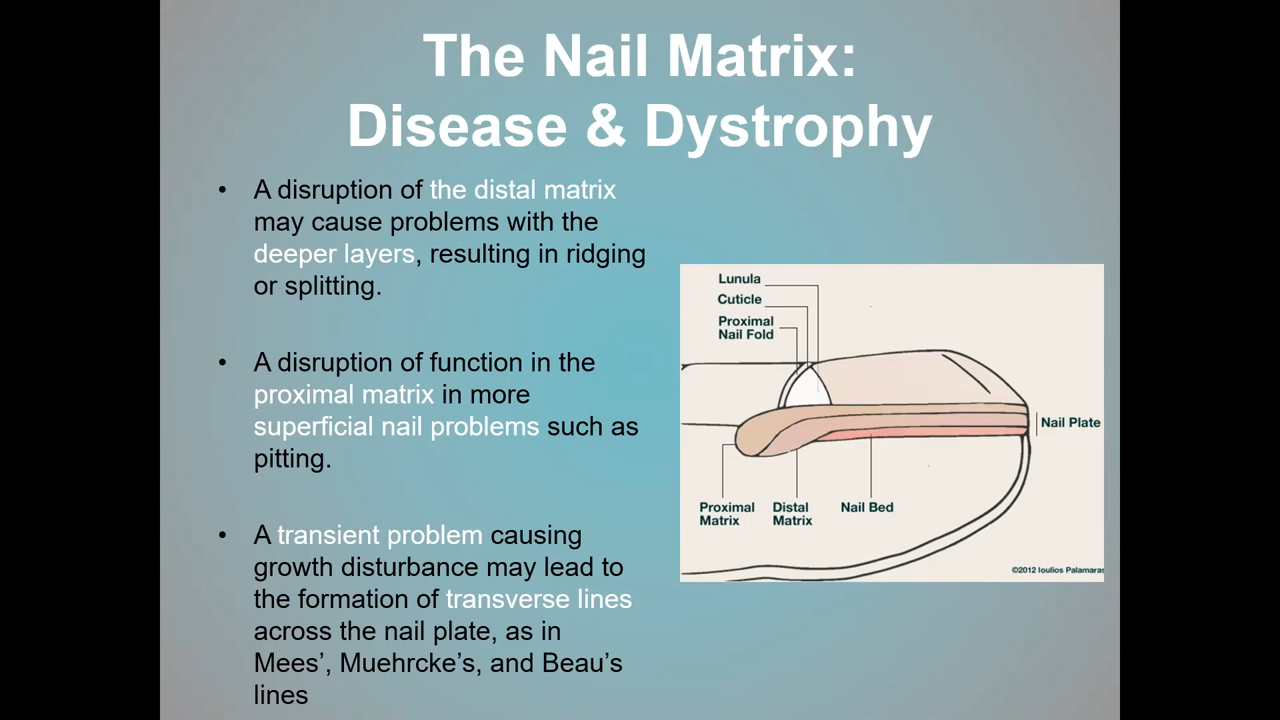 The Nail Matrix:
Disease & Dystrophy
• A disruption of the distal matrix
may cause problems with the
deeper layers, resulting in ridging
or splitting.
• A disruption of function in the
proximal matrix in more
superficial nail problems such as
pitting.
• A transient problem causing
growth disturbance may lead to
the formation of transverse lines
across the nail plate, as in
Mees’, Muehrcke’s, and Beau’s
lines
Lunula
Cuticle
Proximal
Nail Fold
Nail Plate
Proximal
Matrix
Distal
Matrix
Nail Bed
©2012 Ioulios Palamaras